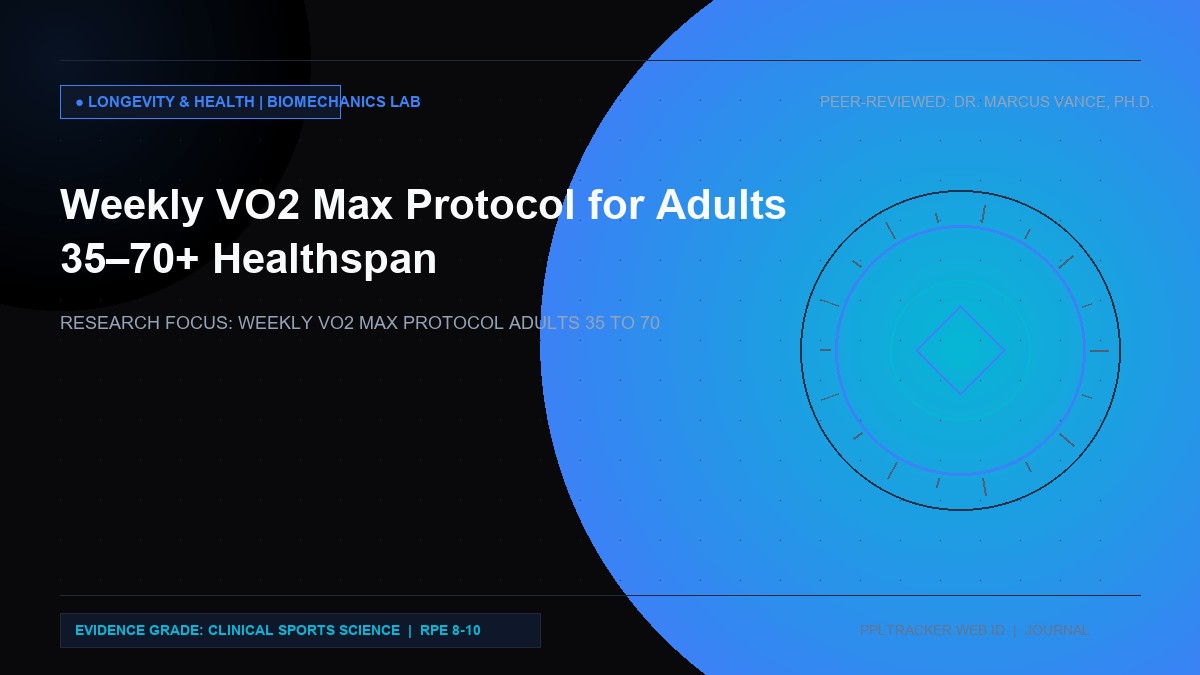 ● LONGEVITY & HEALTH | BIOMECHANICS LAB
PEER-REVIEWED: DR. MARCUS VANCE, PH.D.
Weekly VO2 Max Protocol for Adults
35–70+ Healthspan
RESEARCH FOCUS: WEEKLY VO2 MAX PROTOCOL ADULTS 35 TO 70
EVIDENCE GRADE: CLINICAL SPORTS SCIENCE | RPE 8-10
PPLTRACKER.WEB.ID | JOURNAL